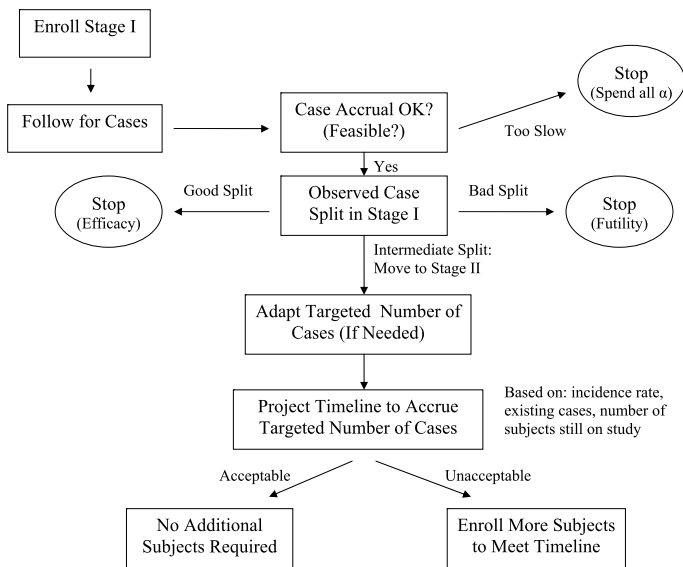 Enroll Stage I
Follow for Cases
Case Accrual OK?
(Feasible?)
Stop
(Spend all α)
Too Slow
Yes
Observed Case
Split in Stage I
Good Split
Stop
(Efficacy)
Bad Split
Stop
(Futility)
Intermediate Split:
Move to Stage II
Adapt Targeted Number of
Cases (If Needed)
Project Timeline to Accrue
Targeted Number of Cases
Based on: incidence rate,
existing cases, number of
subjects still on study
Acceptable
Unacceptable
No Additional
Subjects Required
Enroll More Subjects
to Meet Timeline